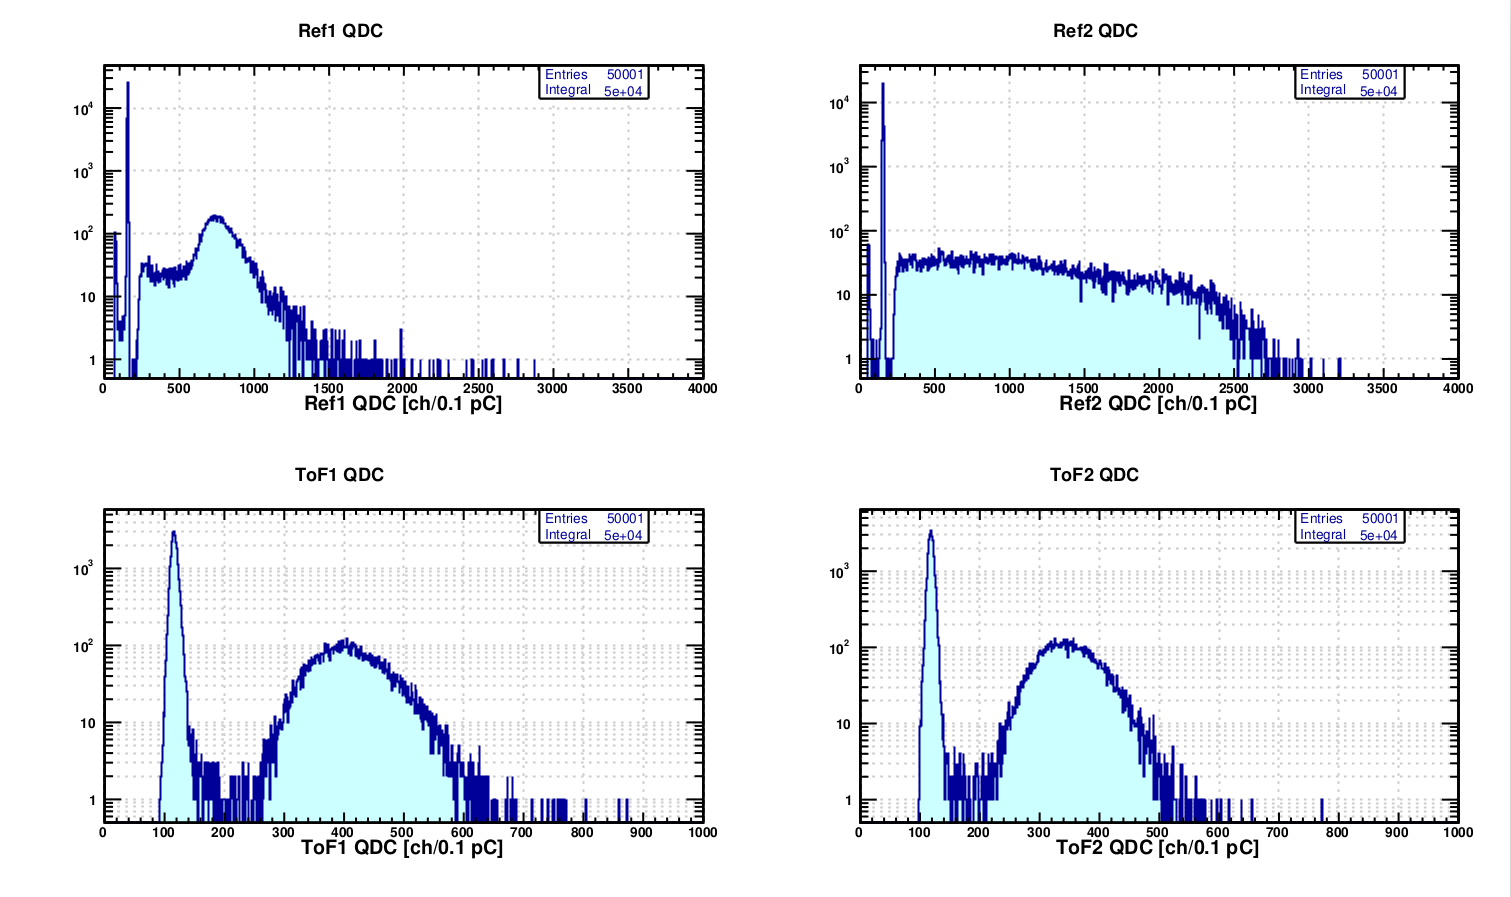 Ref1 QDC
Entries 50001
Integral 5e+04
10^4
10^3
10^2
10
1
0 500 1000 1500 2000 2500 3000 3500 4000
Ref1 QDC [ch/0.1 pC]
Ref2 QDC
Entries 50001
Integral 5e+04
10^4
10^3
10^2
10
1
0 500 1000 1500 2000 2500 3000 3500 4000
Ref2 QDC [ch/0.1 pC]
ToF1 QDC
Entries 50001
Integral 5e+04
10^3
10^2
10
1
0 100 200 300 400 500 600 700 800 900 1000
ToF1 QDC [ch/0.1 pC]
ToF2 QDC
Entries 50001
Integral 5e+04
10^3
10^2
10
1
0 100 200 300 400 500 600 700 800 900 1000
ToF2 QDC [ch/0.1 pC]